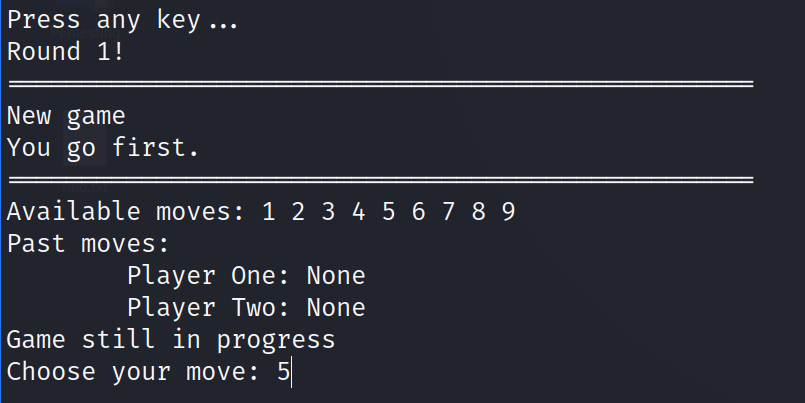 Press any key...
Round 1!
==================================================
New game
You go first.
==================================================
Available moves: 1 2 3 4 5 6 7 8 9
Past moves:
        Player One: None
        Player Two: None
Game still in progress
Choose your move: 5